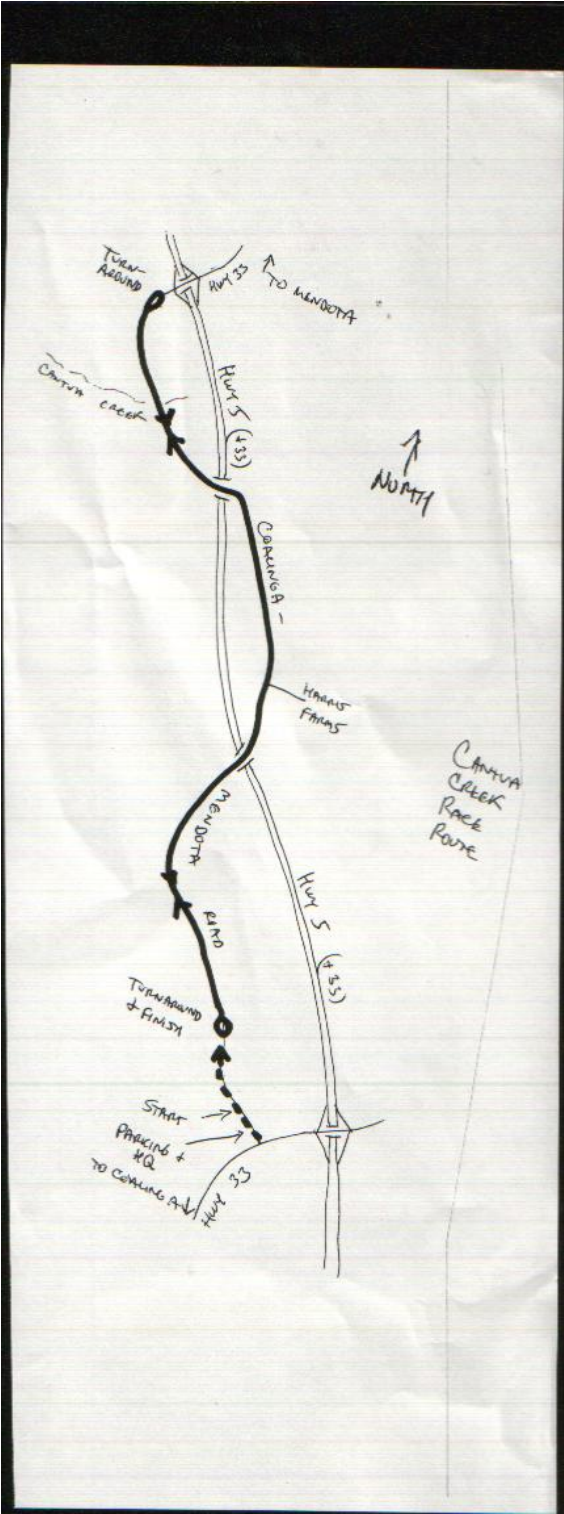 TURN-
AROUND
HWY 33
TO MENDOTA
CANTUA CREEK
HWY 5 (+33)
NORTH
COALINGA -
HARRIS
FARMS
CANTUA
CREEK
RACE
ROUTE
MENDOTA
ROAD
HWY 5 (+33)
TURNAROUND
+ FINISH
START
PARKING +
HQ
TO COALINGA
HWY 33